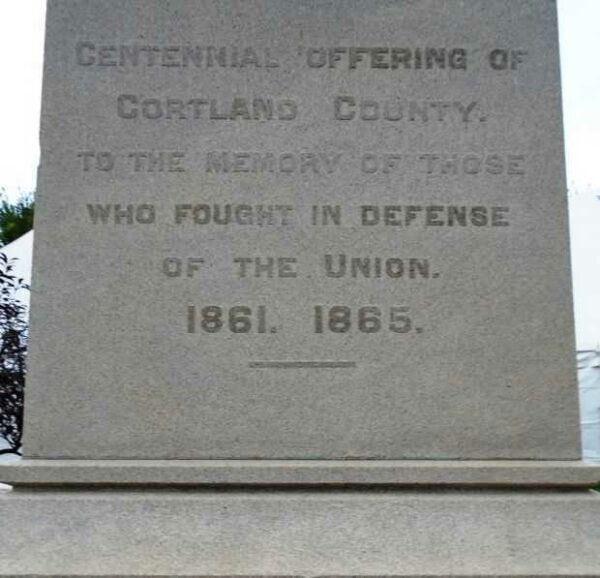 CENTENNIAL OFFERING OF
CORTLAND COUNTY.
TO THE MEMORY OF THOSE
WHO FOUGHT IN DEFENSE
OF THE UNION.
1861. 1865.